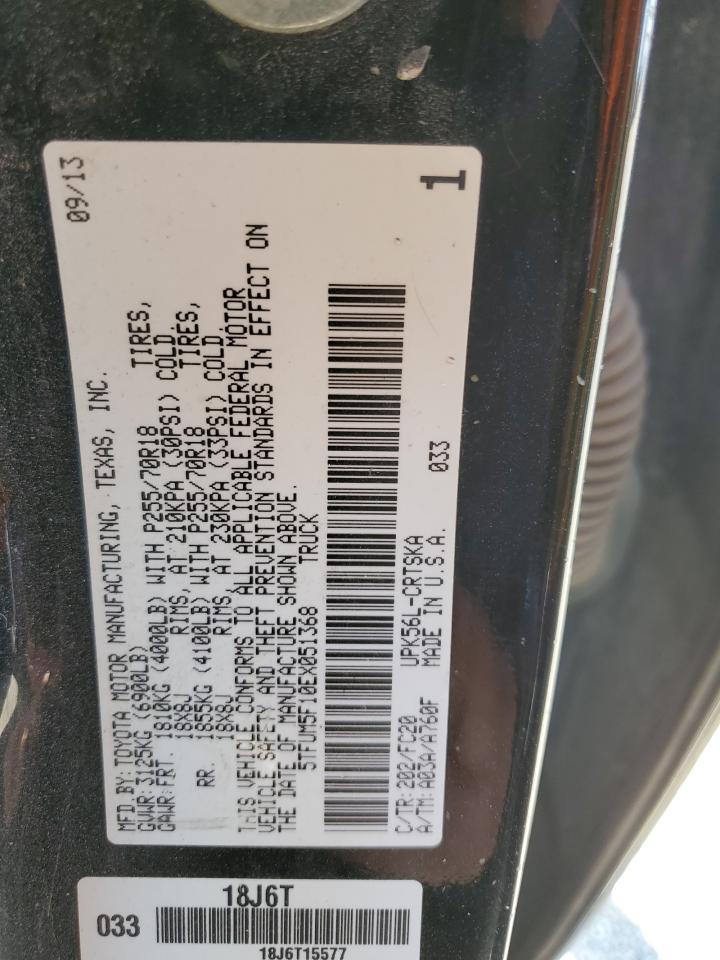 09/13
MFD BY: TOYOTA MOTOR MANUFACTURING, TEXAS, INC.
GVWR: 3125KG (6900LB)
GAWR: FRT. 1810KG (4000LB) WITH P255/70R18 TIRES,
18X8J RIMS, AT 210KPA (30PSI) COLD
RR. 1855KG (4100LB) WITH P255/70R18 TIRES,
18X8J RIMS, AT 230KPA (33PSI) COLD.
THIS VEHICLE CONFORMS TO ALL APPLICABLE FEDERAL MOTOR
VEHICLE SAFETY AND THEFT PREVENTION STANDARDS IN EFFECT ON
THE DATE OF MANUFACTURE SHOWN ABOVE.
5TFUM5F10EX051368 TRUCK
C/TR: 202/FC20 UPK56L-CRTSKA 033
A/TM: A03A/A760F MADE IN U.S.A.
1
18J6T
033
18J6T15577